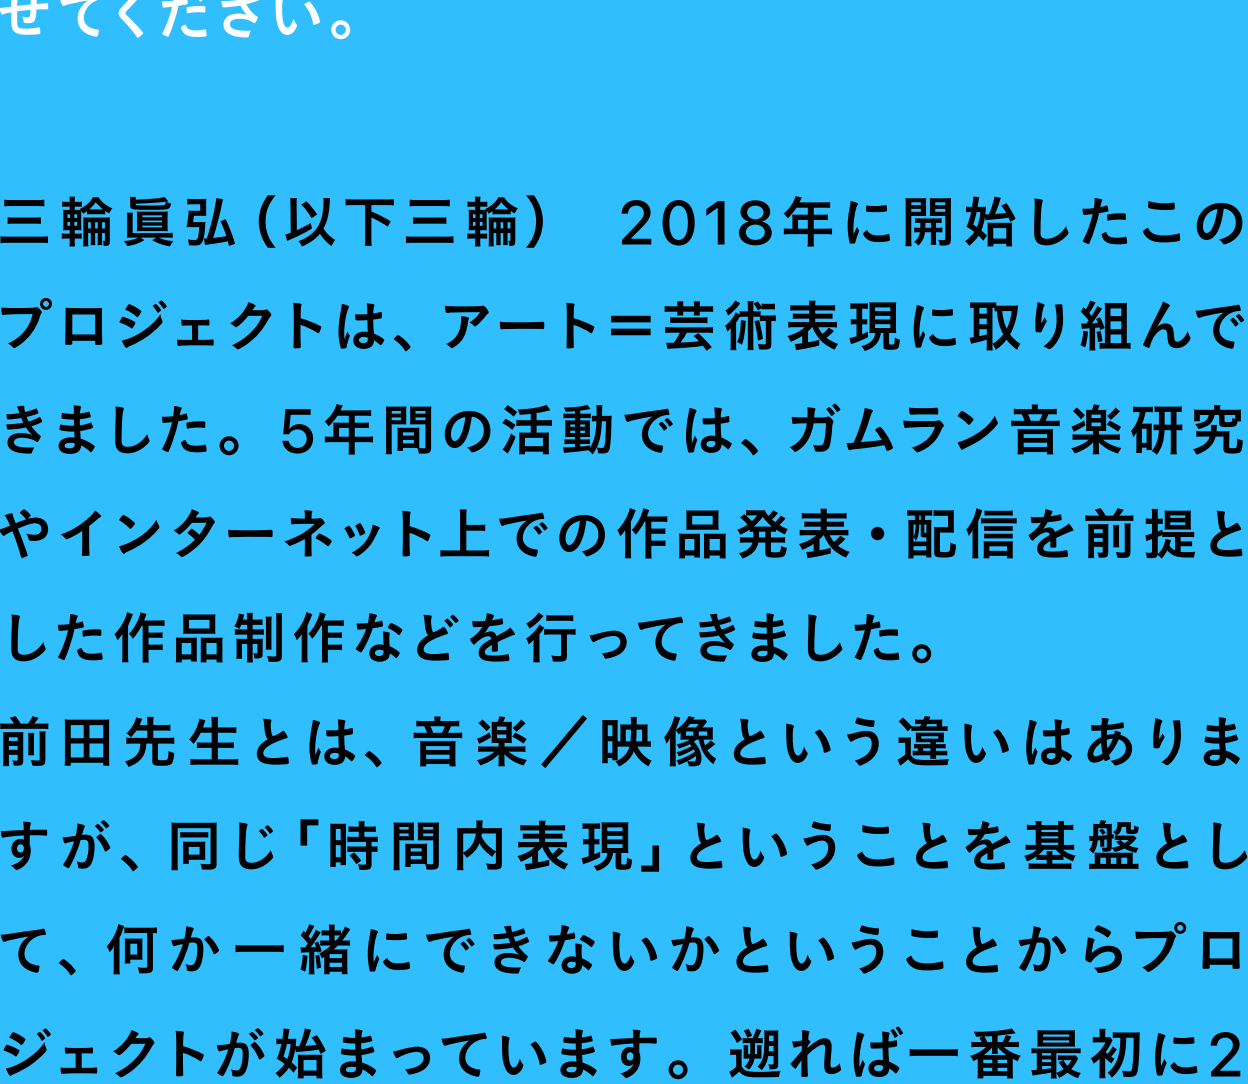 せてください。
三輪眞弘（以下三輪）　2018年に開始したこの
プロジェクトは、アート＝芸術表現に取り組んで
きました。5年間の活動では、ガムラン音楽研究
やインターネット上での作品発表・配信を前提と
した作品制作などを行ってきました。
前田先生とは、音楽／映像という違いはありま
すが、同じ「時間内表現」ということを基盤とし
て、何か一緒にできないかということからプロ
ジェクトが始まっています。遡れば一番最初に2